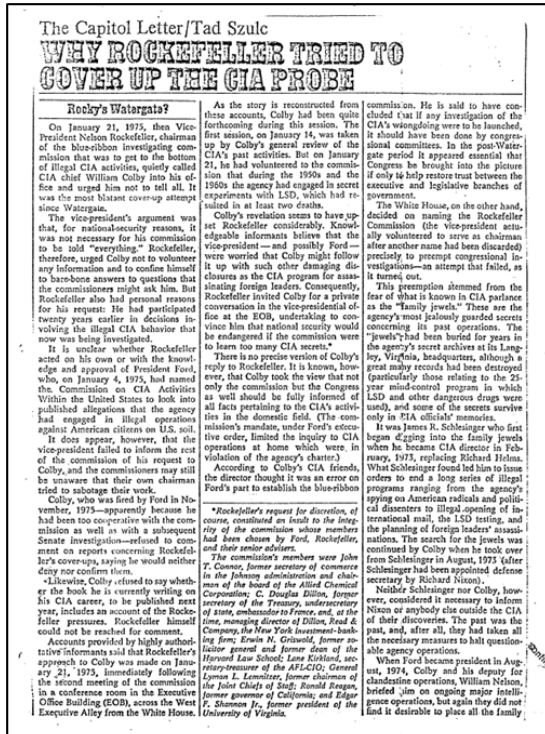 The Capitol Letter/Tad Szulc
WHY ROCKEFELLER TRIED TO
COVER UP THE CIA PROBE
Rocky's Watergate?
On January 21, 1975, then Vice-
President Nelson Rockefeller, chairman
of the blue-ribbon investigating com-
mission that was to get to the bottom
of illegal CIA activities, quietly called
CIA chief William Colby into his of-
fice and urged him not to tell all. It
was the most blatant cover-up attempt
since Watergate.
The vice-president's argument was
that, for national-security reasons, it
was not necessary for his commission
to be told "everything." Rockefeller,
therefore, urged Colby not to volunteer
any information and to confine himself
to bare-bone answers to questions that
the commissioners might ask him. But
Rockefeller also had personal reasons
for his request: He had participated
twenty years earlier in decisions in-
volving the illegal CIA behavior that
now was being investigated.
It is unclear whether Rockefeller
acted on his own or with the knowl-
edge and approval of President Ford,
who, on January 4, 1975, had named
the Commission on CIA Activities
Within the United States to look into
published allegations that the agency
had engaged in illegal operations
against American citizens on U.S. soil.
It does appear, however, that the
vice-president failed to inform the rest
of the commission of his request to
Colby, and the commissioners may still
be unaware that their own chairman
tried to sabotage their work.
Colby, who was fired by Ford in No-
vember, 1975—apparently because he
had been too cooperative with the com-
mission as well as with a subsequent
Senate investigation—refused to com-
ment on reports concerning Rockefel-
ler's cover-ups, saying he would neither
deny nor confirm them.
Likewise, Colby refused to say wheth-
er the book he is currently writing on
his CIA career, to be published next
year, includes an account of the Rocke-
feller pressures. Rockefeller himself
could not be reached for comment.
Accounts provided by highly authori-
tative informants said that Rockefeller's
approach to Colby was made on Janu-
ary 21, 1975, immediately following
the second meeting of the commission
in a conference room in the Executive
Office Building (EOB), across the West
Executive Alley from the White House.
As the story is reconstructed from
these accounts, Colby had been quite
forthcoming during this session. The
first session, on January 14, was taken
up by Colby's general review of the
CIA's past activities. But on January
21, he had volunteered to the commis-
sion that during the 1950s and the
1960s the agency had engaged in secret
experiments with LSD, which had re-
sulted in at least two deaths.
Colby's revelation seems to have up-
set Rockefeller considerably. Knowl-
edgeable informants believe that the
vice-president—and possibly Ford—
were worried that Colby might follow
it up with such other damaging dis-
closures as the CIA program for assas-
sinating foreign leaders. Consequently,
Rockefeller invited Colby for a private
conversation in the vice-presidential of-
fice at the EOB, undertaking to con-
vince him that national security would
be endangered if the commission were
to learn too many CIA secrets.*
There is no precise version of Colby's
reply to Rockefeller. It is known, how-
ever, that Colby took the view that not
only the commission but the Congress
as well should be fully informed of
all facts pertaining to the CIA's activi-
ties in the domestic field. (The com-
mission's mandate, under Ford's execu-
tive order, limited the inquiry to CIA
operations at home which were in
violation of the agency's charter.)
According to Colby's CIA friends,
the director thought it was an error on
Ford's part to establish the blue-ribbon
*Rockefeller's request for discretion, of
course, constituted an insult to the integ-
rity of the commission whose members
had been chosen by Ford, Rockefeller,
and their senior advisers.
The commission's members were John
T. Connor, former secretary of commerce
in the Johnson administration and chair-
man of the board of the Allied Chemical
Corporation; C. Douglas Dillon, former
secretary of the Treasury, undersecretary
of state, ambassador to France, and, at the
time, managing director of Dillon, Read &
Company, the New York investment-bank-
ing firm; Erwin N. Griswold, former so-
licitor general and former dean of the
Harvard Law School; Lane Kirkland, sec-
retary-treasurer of the AFL-CIO; General
Lyman L. Lemnitzer, former chairman of
the Joint Chiefs of Staff; Ronald Reagan,
former governor of California; and Edgar
F. Shannon Jr., former president of the
University of Virginia.
commission. He is said to have con-
cluded that if any investigation of the
CIA's wrongdoing were to be launched,
it should have been done by congres-
sional committees. In the post-Water-
gate period it appeared essential that
Congress be brought into the picture
if only to help restore trust between the
executive and legislative branches of
government.
The White House, on the other hand,
decided on naming the Rockefeller
Commission (the vice-president actu-
ally volunteered to serve as chairman
after another name had been discarded)
precisely to preempt congressional in-
vestigations—an attempt that failed, as
it turned out.
This preemption stemmed from the
fear of what is known in CIA parlance
as the "family jewels." These are the
agency's most jealously guarded secrets
concerning its past operations. The
"jewels" had been buried for years in
the agency's secret archives at its Lang-
ley, Virginia, headquarters, although a
great many records had been destroyed
(particularly those relating to the 25-
year mind-control program in which
LSD and other dangerous drugs were
used), and some of the secrets survive
only in CIA officials' memories.
It was James R. Schlesinger who first
began digging into the family jewels
when he became CIA director in Feb-
ruary, 1973, replacing Richard Helms.
What Schlesinger found led him to issue
orders to end a long series of illegal
programs ranging from the agency's
spying on American radicals and politi-
cal dissenters to illegal opening of in-
ternational mail, the LSD testing, and
the planning of foreign leaders' assassi-
nations. The search for the jewels was
continued by Colby when he took over
from Schlesinger in August, 1973 (after
Schlesinger had been appointed defense
secretary by Richard Nixon).
Neither Schlesinger nor Colby, how-
ever, considered it necessary to inform
Nixon or anybody else outside the CIA
of their discoveries. The past was the
past, and, after all, they had taken all
the necessary measures to halt question-
able agency operations.
When Ford became president in Aug-
ust, 1974, Colby and his deputy for
clandestine operations, William Nelson,
briefed him on ongoing major intelli-
gence operations, but again they did not
find it desirable to place all the family